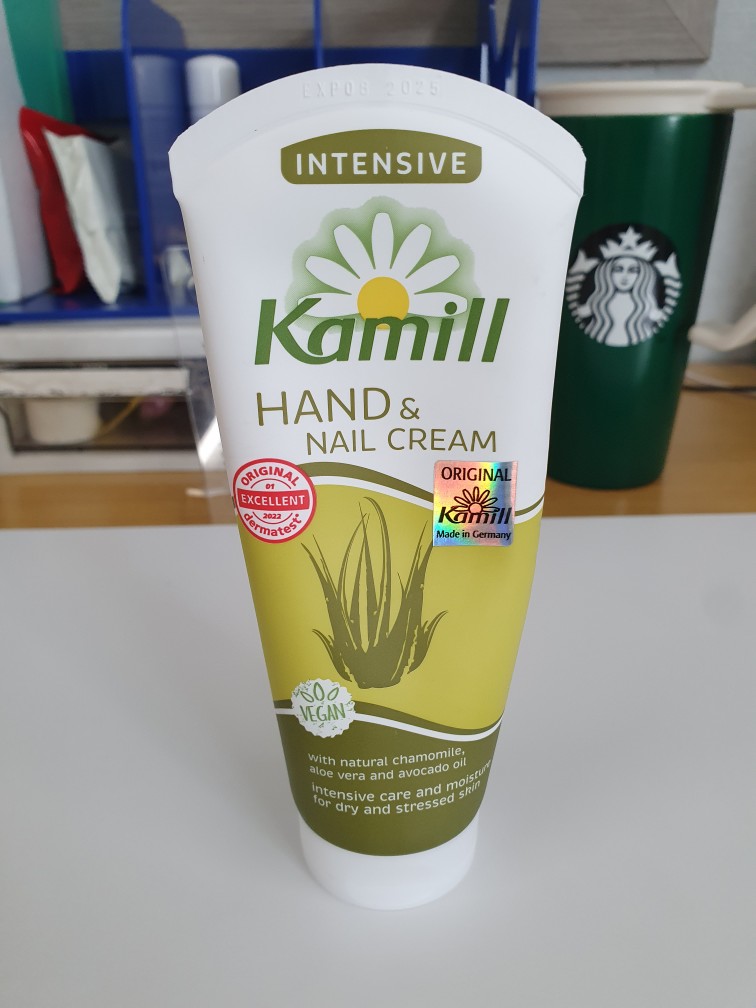 EXP08 2025
INTENSIVE
Kamill
HAND &
NAIL CREAM
ORIGINAL
01
EXCELLENT
2022
dermatest®
ORIGINAL
Kamill
Made in Germany
VEGAN
with natural chamomile,
aloe vera and avocado oil
intensive care and moisture
for dry and stressed skin